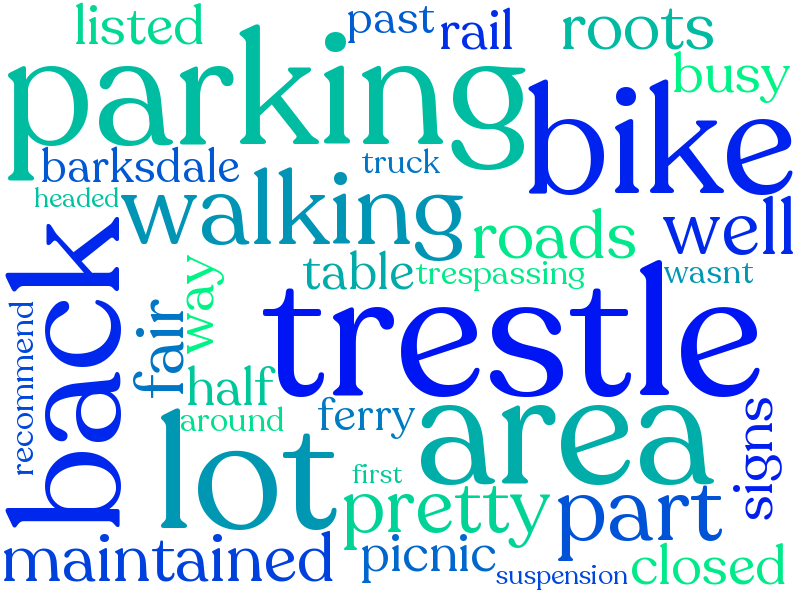 listed
past
rail
roots
parking
busy
bike
barksdale
truck
headed
walking
roads
well
back
table
trespassing
wasnt
way
trestle
recommend
fair
half
around
ferry
area
signs
lot
first
pretty
part
maintained
picnic
suspension
closed